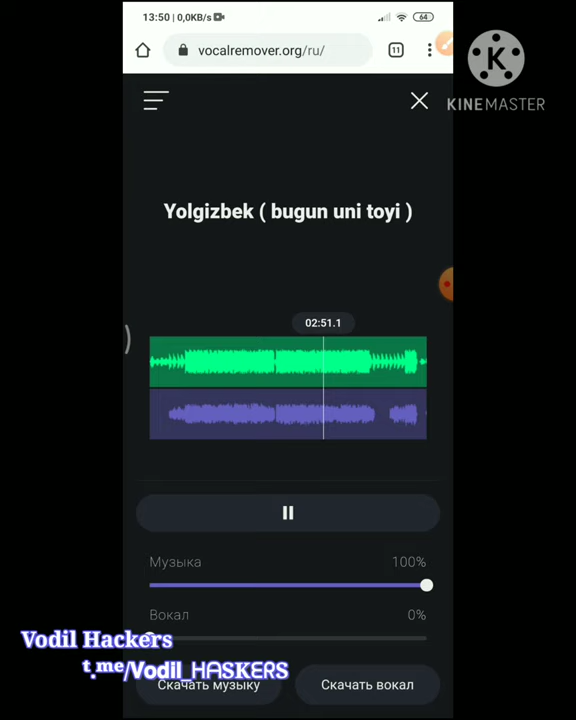 13:50 | 0,0KB/s
64
vocalremover.org/ru/
11
K
KINEMASTER
Yolgizbek ( bugun uni toyi )
02:51.1
Музыка
100%
Вокал
0%
Vodil Hackers
t.me/Vodil_HASKERS
Скачать музыку
Скачать вокал